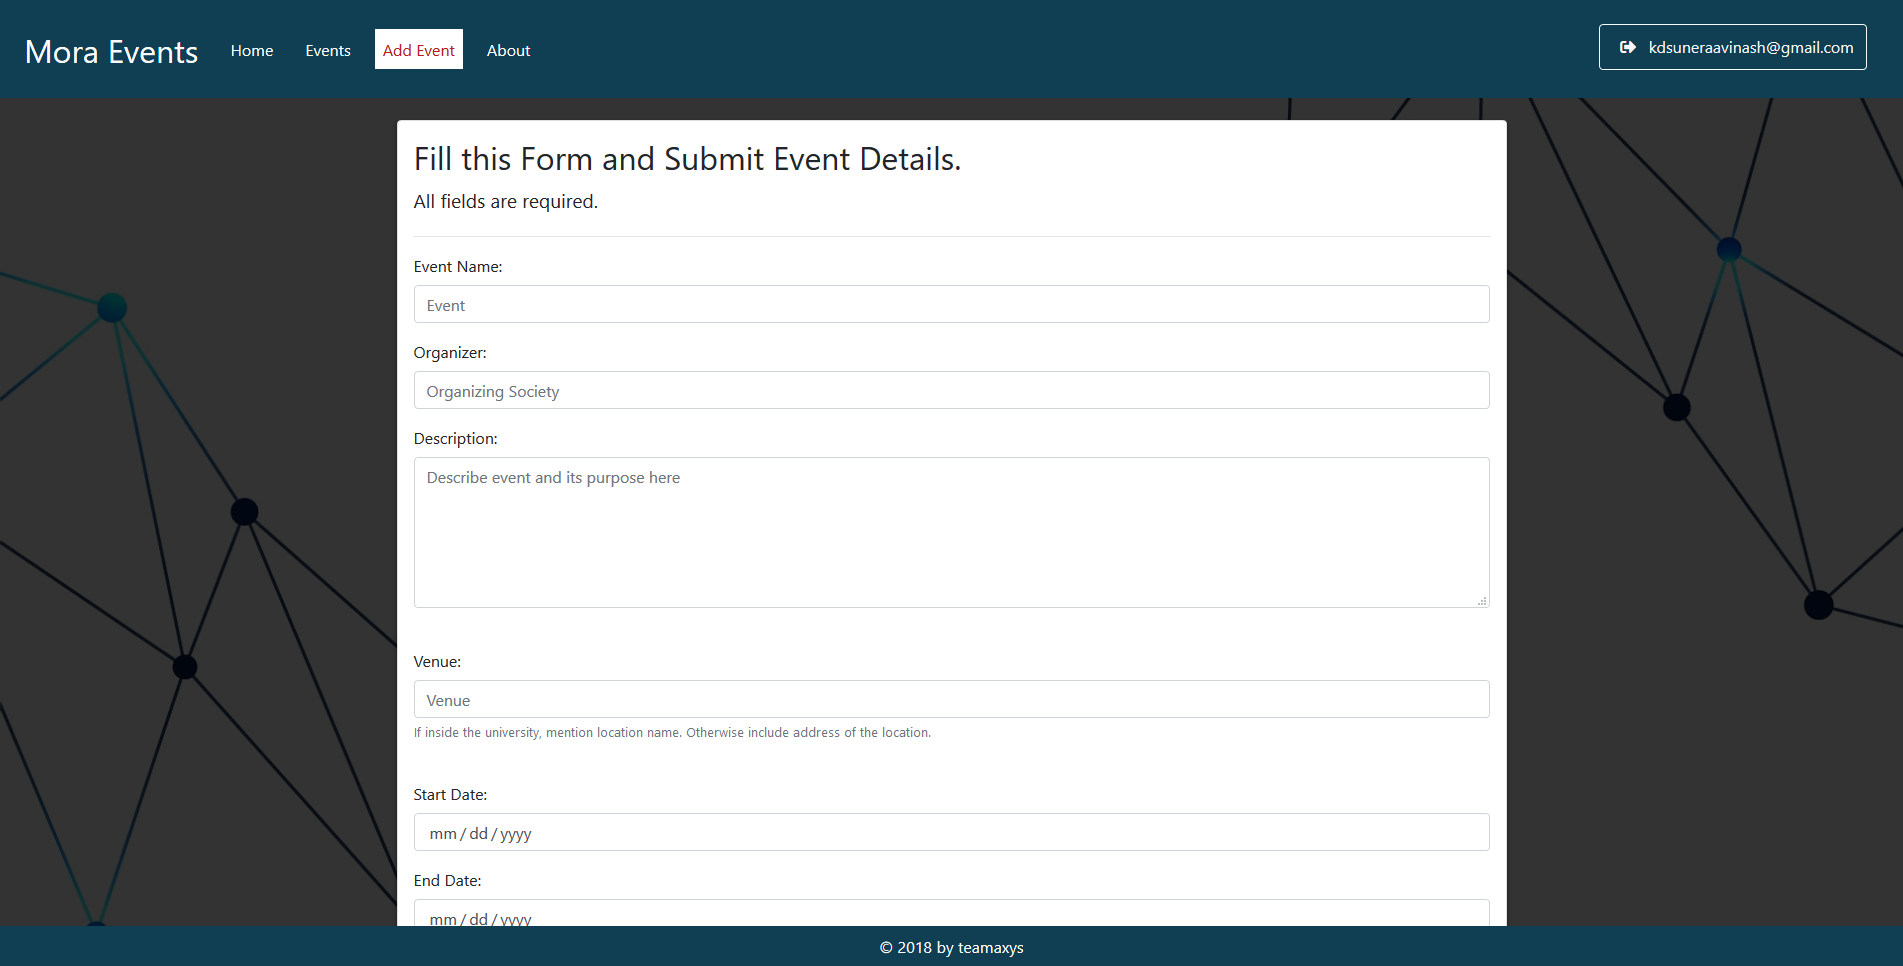 Mora Events Home Events Add Event About kdsuneraavinash@gmail.com
Fill this Form and Submit Event Details.
All fields are required.
Event Name:
Event
Organizer:
Organizing Society
Description:
Describe event and its purpose here
Venue:
Venue
If inside the university, mention location name. Otherwise include address of the location.
Start Date:
mm / dd / yyyy
End Date:
mm / dd / yyyy
© 2018 by teamaxys